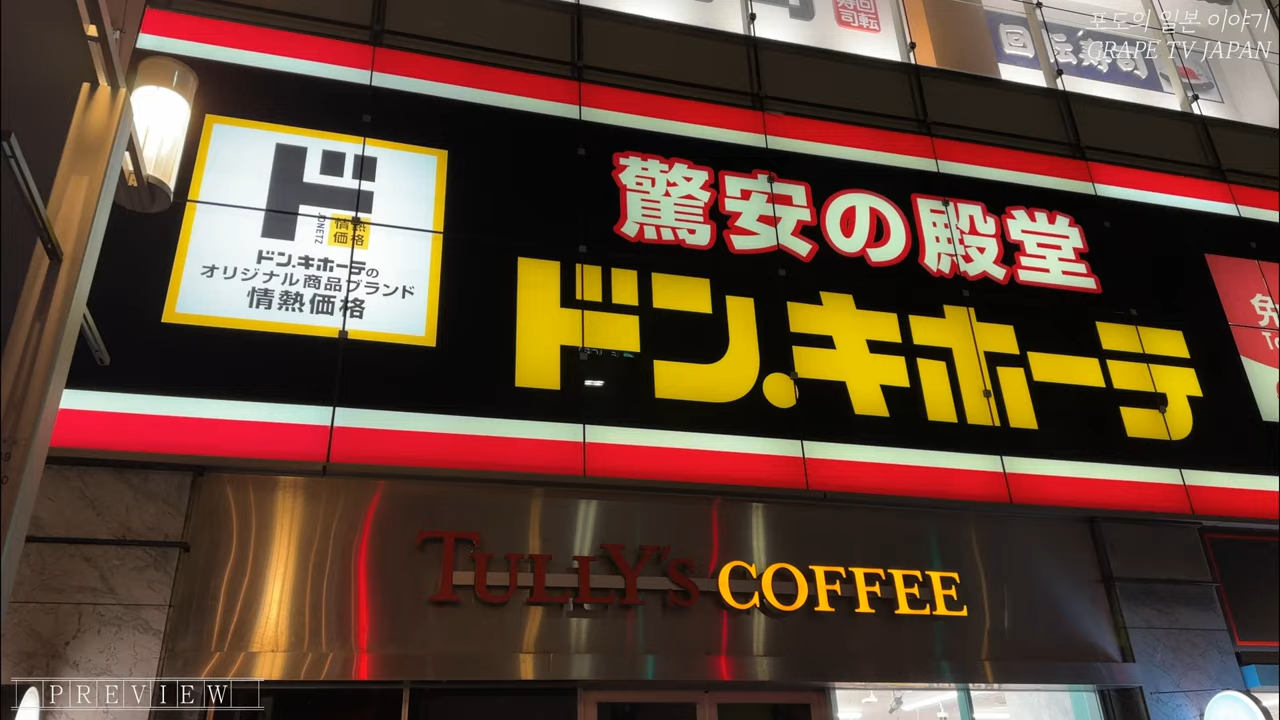 寿司
回転
포도의 일본 이야기
GRAPE TV JAPAN
回転寿司
ド
JONETZ
情熱
価格
ドン.キホーテの
オリジナル商品ブランド
情熱価格
驚安の殿堂
ドン.キホーテ
免
TULLY'S COFFEE
PREVIEW